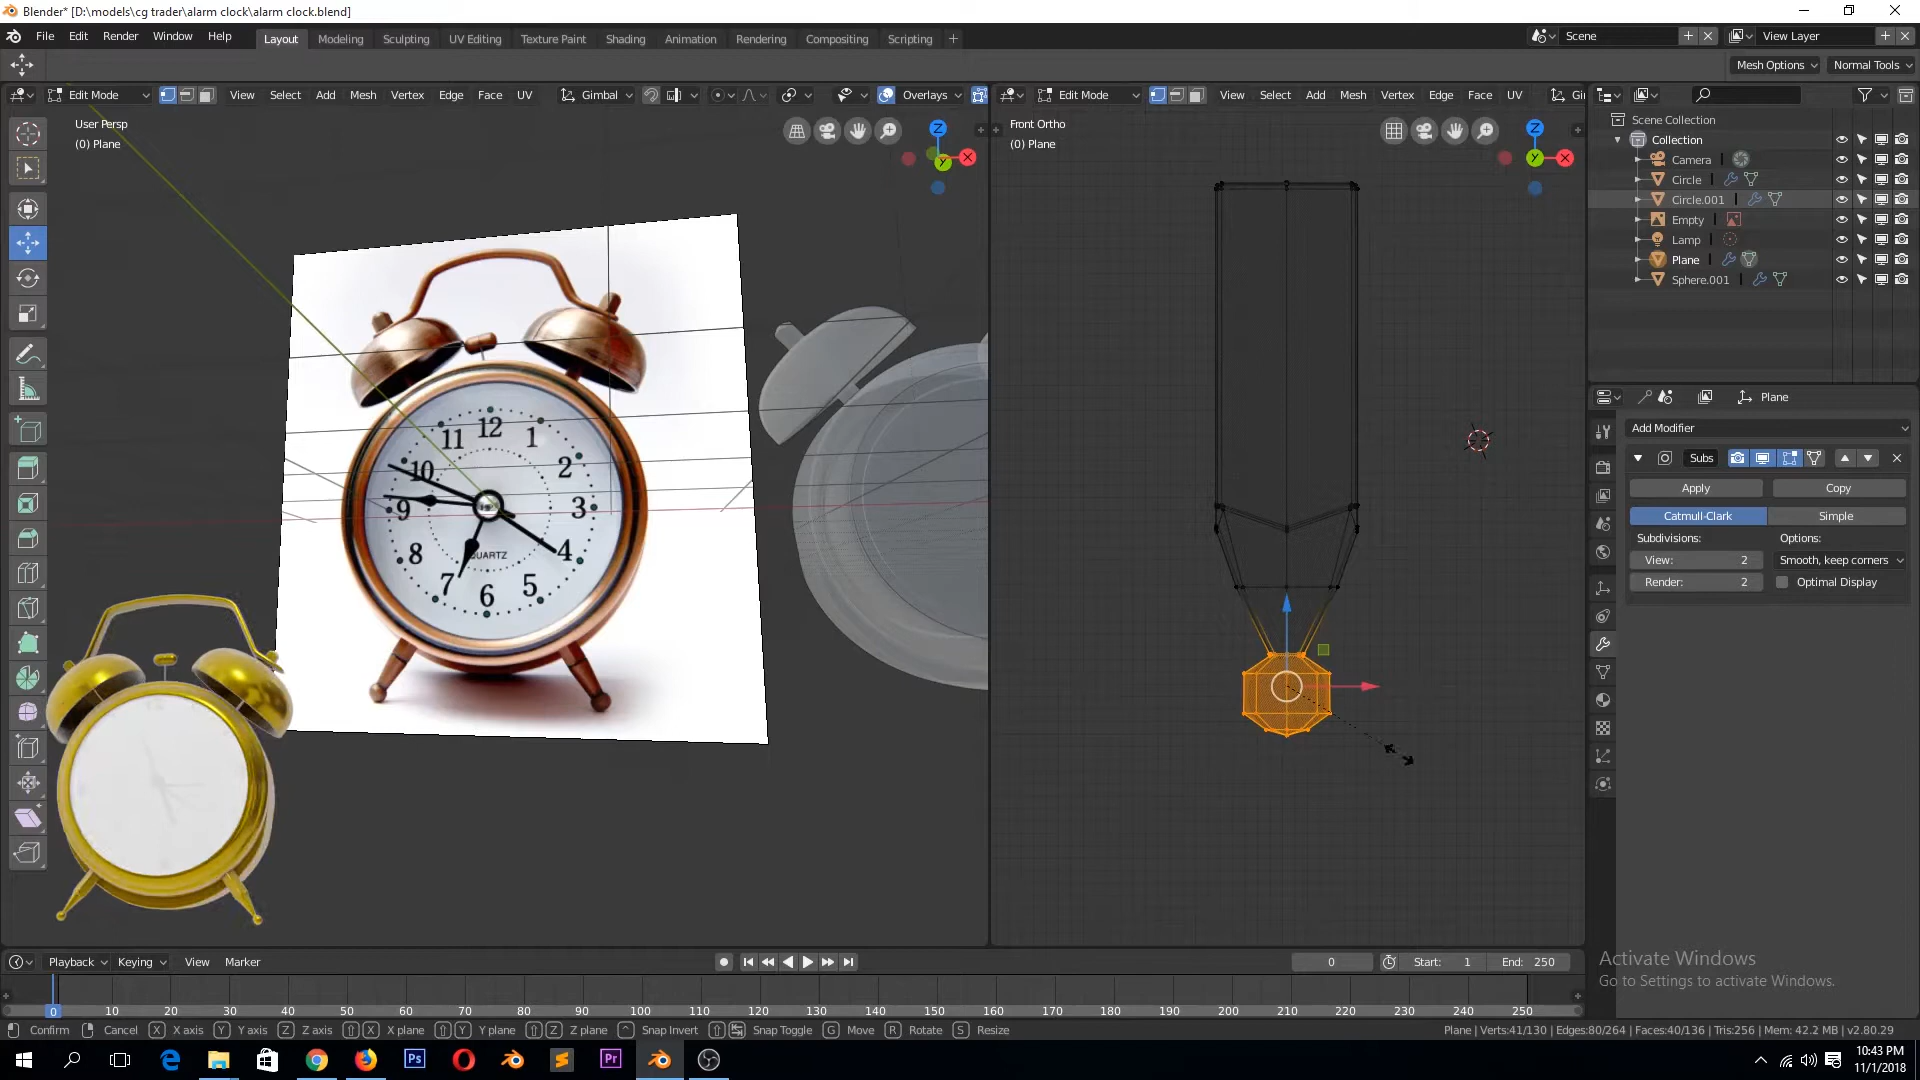 Blender* [D:\models\cg trader\alarm clock\alarm clock.blend]
File Edit Render Window Help
Layout Modeling Sculpting UV Editing Texture Paint Shading Animation Rendering Compositing Scripting
Scene
View Layer
Mesh Options
Normal Tools
Edit Mode View Select Add Mesh Vertex Edge Face UV Gimbal Overlays
Edit Mode View Select Add Mesh Vertex Edge Face UV
User Persp
(0) Plane
Front Ortho
(0) Plane
Z
Y
X
Z
Y
X
Scene Collection
Collection
Camera
Circle
Circle.001
Empty
Lamp
Plane
Sphere.001
Plane
Add Modifier
Subs
Apply Copy
Catmull-Clark Simple
Subdivisions: Options:
View: 2 Smooth, keep corners
Render: 2 Optimal Display
12
11 1
10 2
9 3
8 4
7 5
6
QUARTZ
Activate Windows
Go to Settings to activate Windows.
Playback Keying View Marker
0 Start: 1 End: 250
0 10 20 30 40 50 60 70 80 90 100 110 120 130 140 150 160 170 180 190 200 210 220 230 240 250
Confirm Cancel X X axis Y Y axis Z Z axis X X plane Y Y plane Z Z plane Snap Invert Snap Toggle G Move R Rotate S Resize
Plane | Verts:41/130 | Edges:80/264 | Faces:40/136 | Tris:256 | Mem: 42.2 MB | v2.80.29
Ps
Pr
10:43 PM
11/1/2018